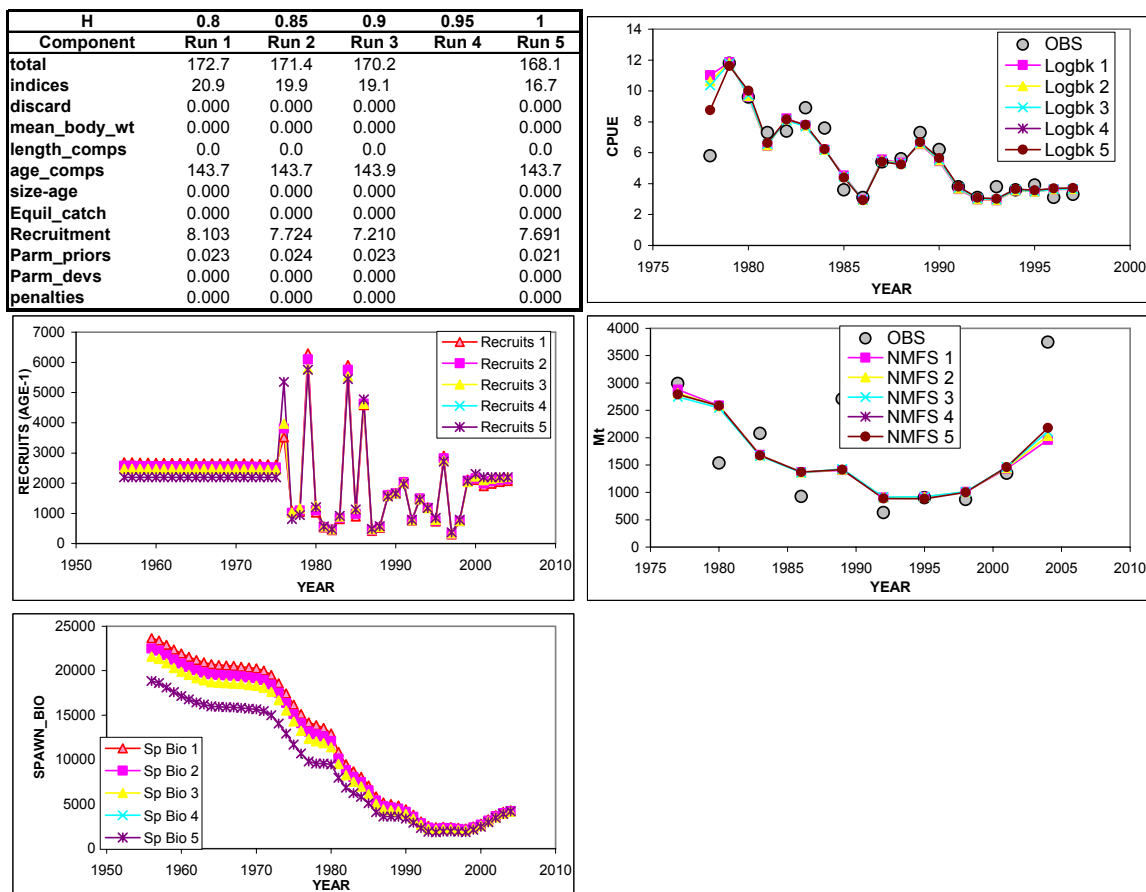 H 0.8 0.85 0.9 0.95 1
Component Run 1 Run 2 Run 3 Run 4 Run 5
total 172.7 171.4 170.2 168.1
indices 20.9 19.9 19.1 16.7
discard 0.000 0.000 0.000 0.000
mean_body_wt 0.000 0.000 0.000 0.000
length_comps 0.0 0.0 0.0 0.0
age_comps 143.7 143.7 143.9 143.7
size-age 0.000 0.000 0.000 0.000
Equil_catch 0.000 0.000 0.000 0.000
Recruitment 8.103 7.724 7.210 7.691
Parm_priors 0.023 0.024 0.023 0.021
Parm_devs 0.000 0.000 0.000 0.000
penalties 0.000 0.000 0.000 0.000
14
12
10
8
6
4
2
0
CPUE
OBS
Logbk 1
Logbk 2
Logbk 3
Logbk 4
Logbk 5
1975 1980 1985 1990 1995 2000
YEAR
7000
6000
5000
4000
3000
2000
1000
0
RECRUITS (AGE-1)
Recruits 1
Recruits 2
Recruits 3
Recruits 4
Recruits 5
1950 1960 1970 1980 1990 2000 2010
YEAR
4000
3500
3000
2500
2000
1500
1000
500
0
Mt
OBS
NMFS 1
NMFS 2
NMFS 3
NMFS 4
NMFS 5
1975 1980 1985 1990 1995 2000 2005 2010
YEAR
25000
20000
15000
10000
5000
0
SPAWN_BIO
Sp Bio 1
Sp Bio 2
Sp Bio 3
Sp Bio 4
Sp Bio 5
1950 1960 1970 1980 1990 2000 2010
YEAR